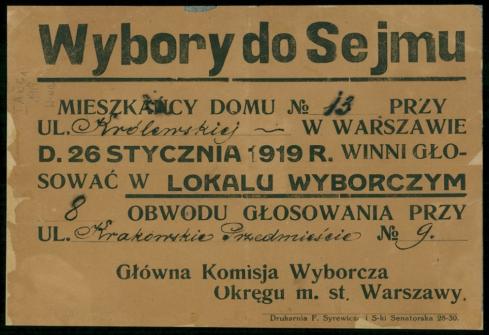 Wybory do Sejmu
MIESZKAŃCY DOMU № 13 PRZY
UL. Królewskiej W WARSZAWIE
D. 26 STYCZNIA 1919 R. WINNI GŁO-
SOWAĆ W LOKALU WYBORCZYM
8 OBWODU GŁOSOWANIA PRZY
UL. Krakowskie Przedmieście № 9.
Główna Komisja Wyborcza
Okręgu m. st. Warszawy.
Drukarnia F. Syrewicz i S-ki Senatorska 28-30.